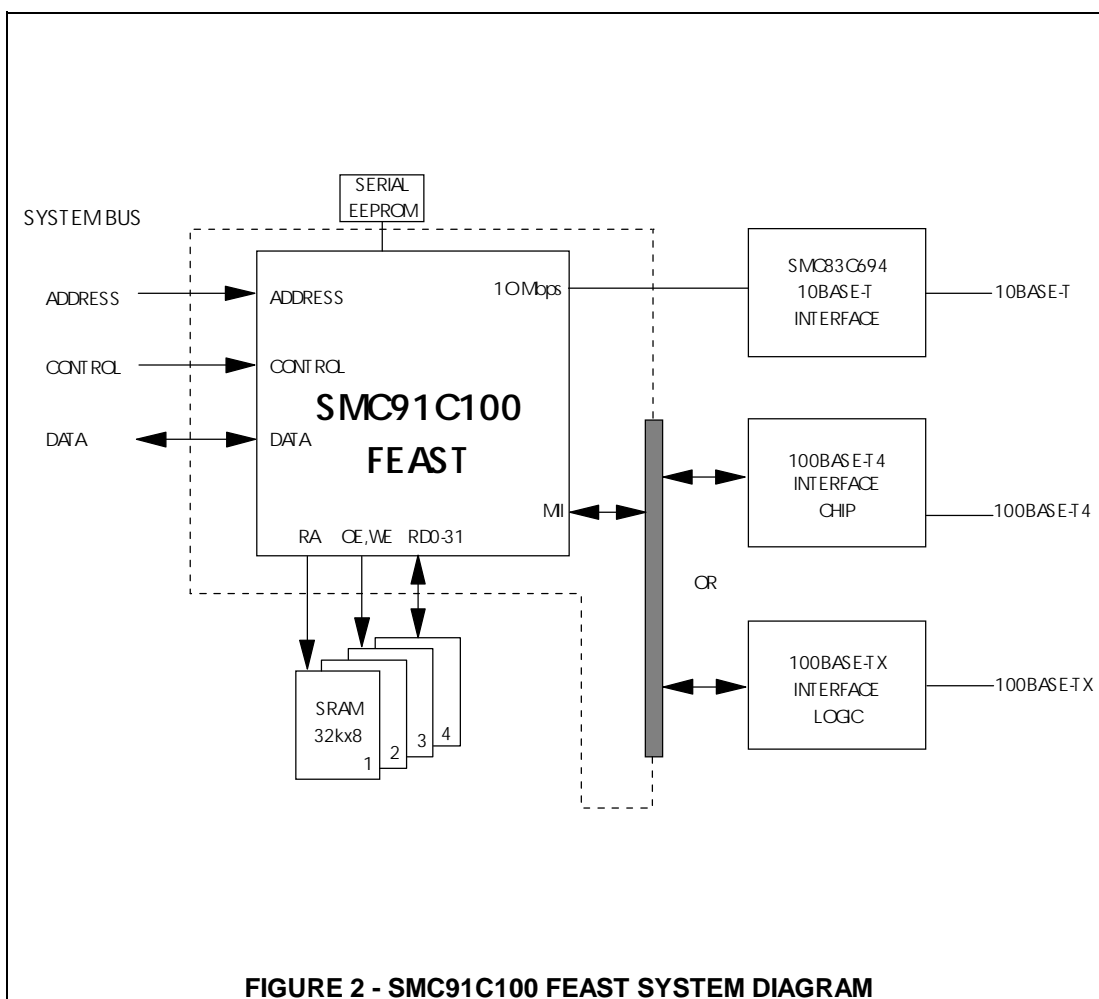 SERIAL
EEPROM
SYSTEM BUS
ADDRESS
CONTROL
DATA
ADDRESS
CONTROL
DATA
10Mbps
SMC91C100
FEAST
MII
RA OE,WE RD0-31
SRAM
32kx8
1
2
3
4
SMC83C694
10BASE-T
INTERFACE
10BASE-T
100BASE-T4
INTERFACE
CHIP
100BASE-T4
OR
100BASE-TX
INTERFACE
LOGIC
100BASE-TX
FIGURE 2 - SMC91C100 FEAST SYSTEM DIAGRAM